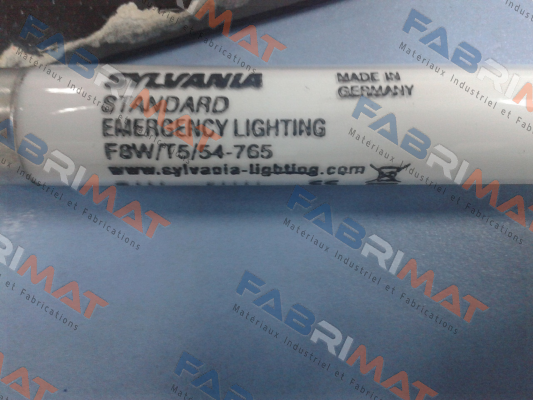 SYLVANIA
STANDARD
EMERGENCY LIGHTING
F8W/T5/54-765
www.sylvania-lighting.com
MADE IN
GERMANY
FABRIMAT
Matériaux Industriel et Fabrications